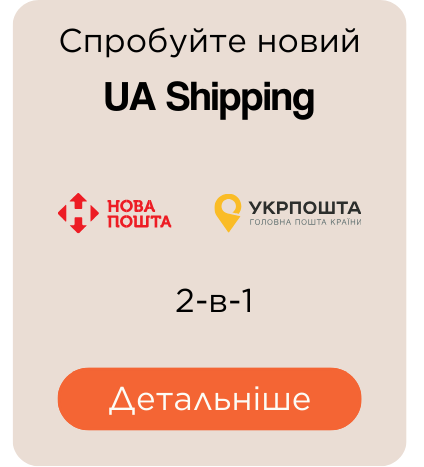 Спробуйте новий
UA Shipping
НОВА
ПОШТА
УКРПОШТА
ГОЛОВНА ПОШТА КРАЇНИ
2-в-1
Детальніше